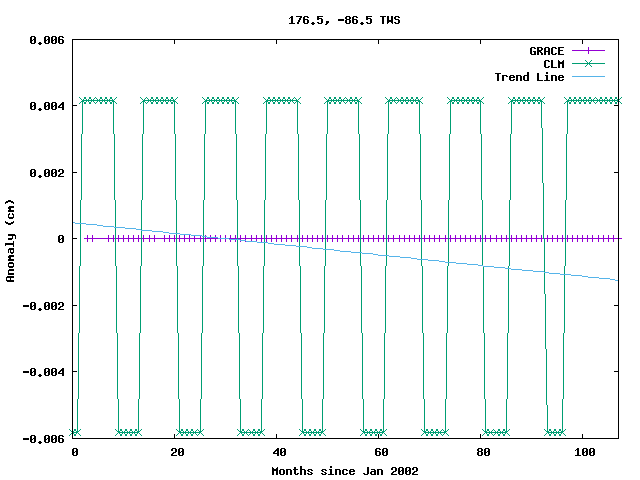 176.5, -86.5 TWS
GRACE
CLM
Trend Line
0.006
0.004
0.002
0
-0.002
-0.004
-0.006
Anomaly (cm)
0 20 40 60 80 100
Months since Jan 2002